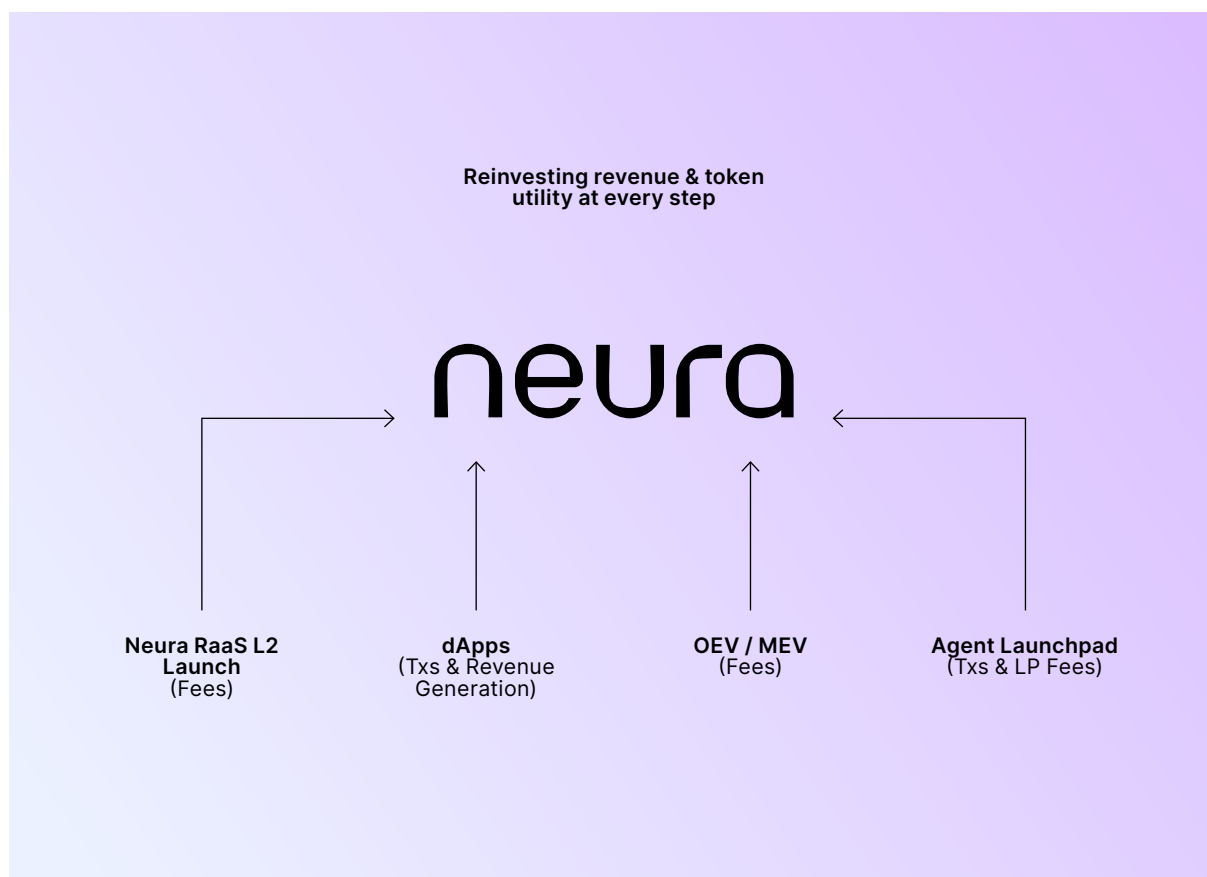 Reinvesting revenue & token
utility at every step
neura
Neura RaaS L2
Launch
(Fees)
dApps
(Txs & Revenue
Generation)
OEV / MEV
(Fees)
Agent Launchpad
(Txs & LP Fees)